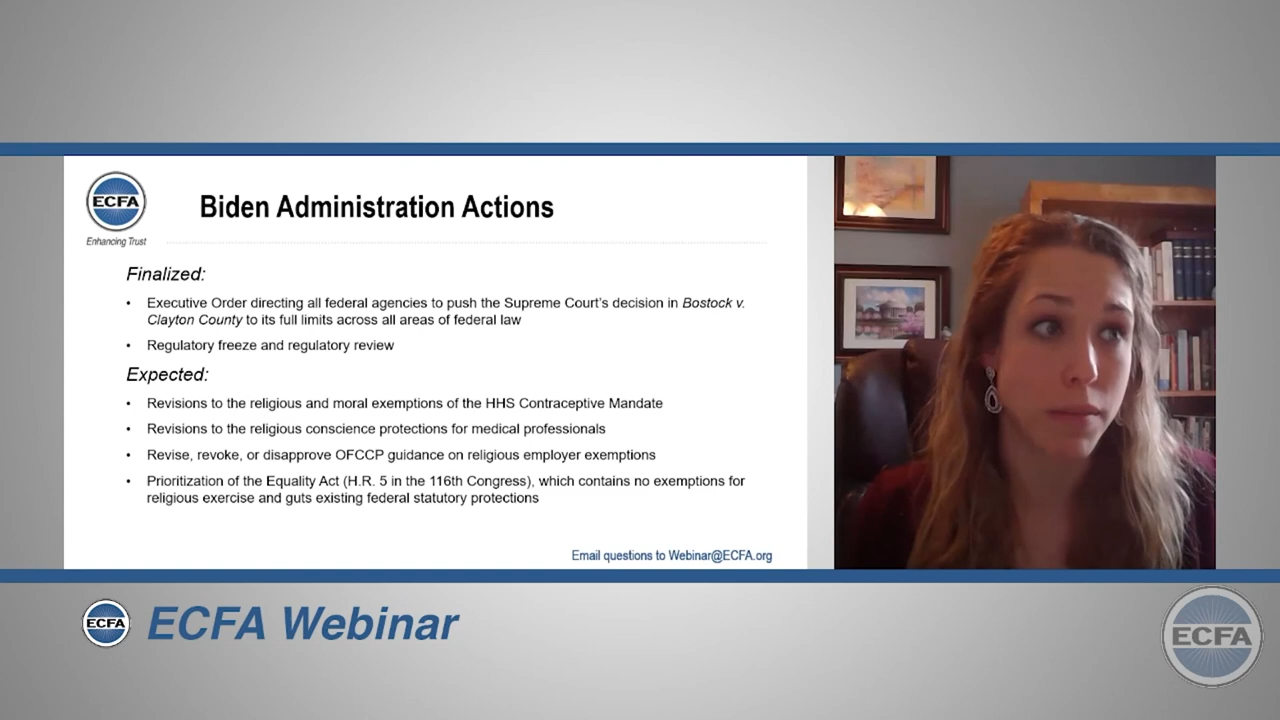 ECFA
Enhancing Trust
Biden Administration Actions
Finalized:
• Executive Order directing all federal agencies to push the Supreme Court's decision in Bostock v.
Clayton County to its full limits across all areas of federal law
• Regulatory freeze and regulatory review
Expected:
• Revisions to the religious and moral exemptions of the HHS Contraceptive Mandate
• Revisions to the religious conscience protections for medical professionals
• Revise, revoke, or disapprove OFCCP guidance on religious employer exemptions
• Prioritization of the Equality Act (H.R. 5 in the 116th Congress), which contains no exemptions for
religious exercise and guts existing federal statutory protections
Email questions to Webinar@ECFA.org
ECFA
ECFA Webinar
ECFA